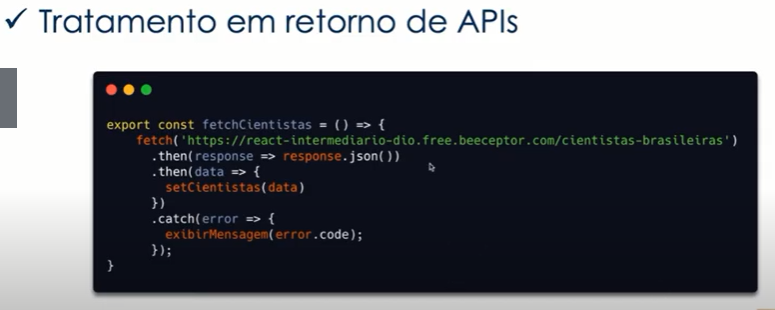 ✓ Tratamento em retorno de APIs
export const fetchCientistas = () => {
    fetch('https://react-intermediario-dio.free.beeceptor.com/cientistas-brasileiras')
      .then(response => response.json())
      .then(data => {
        setCientistas(data)
      })
      .catch(error => {
        exibirMensagem(error.code);
      });
}